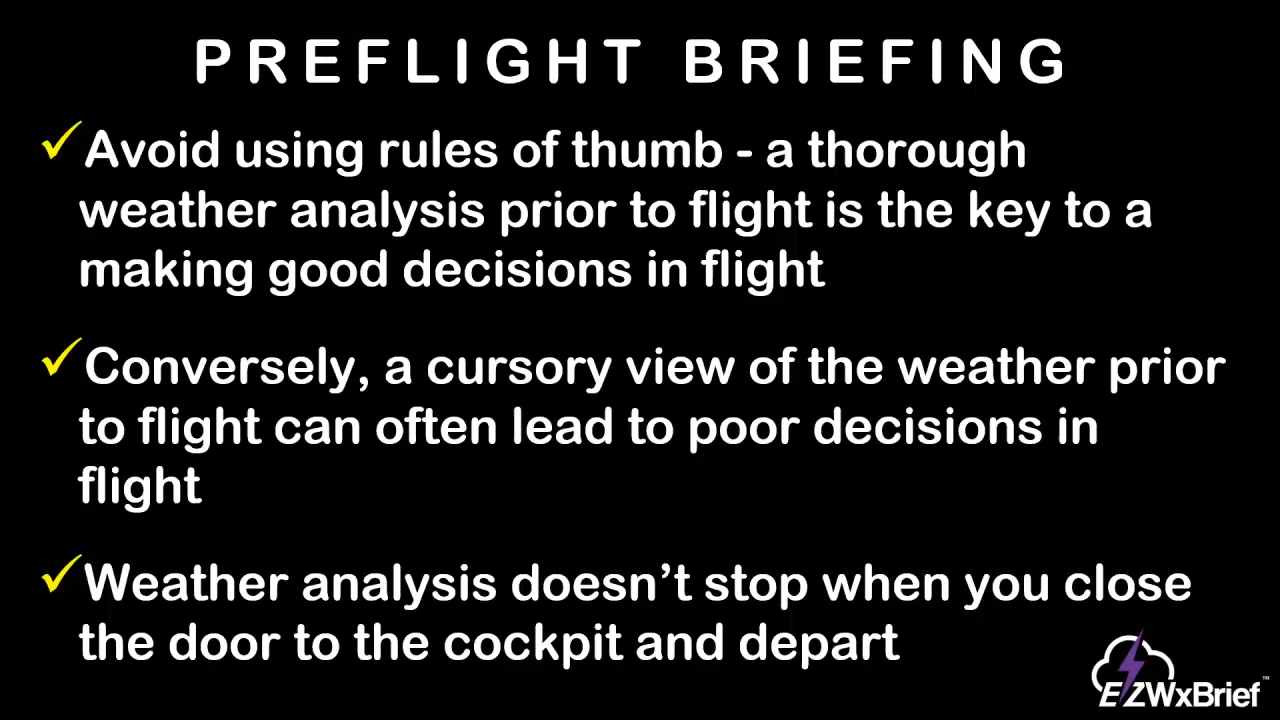 PREFLIGHT BRIEFING
Avoid using rules of thumb - a thorough
weather analysis prior to flight is the key to a
making good decisions in flight
Conversely, a cursory view of the weather prior
to flight can often lead to poor decisions in
flight
Weather analysis doesn’t stop when you close
the door to the cockpit and depart
EZWxBrief™